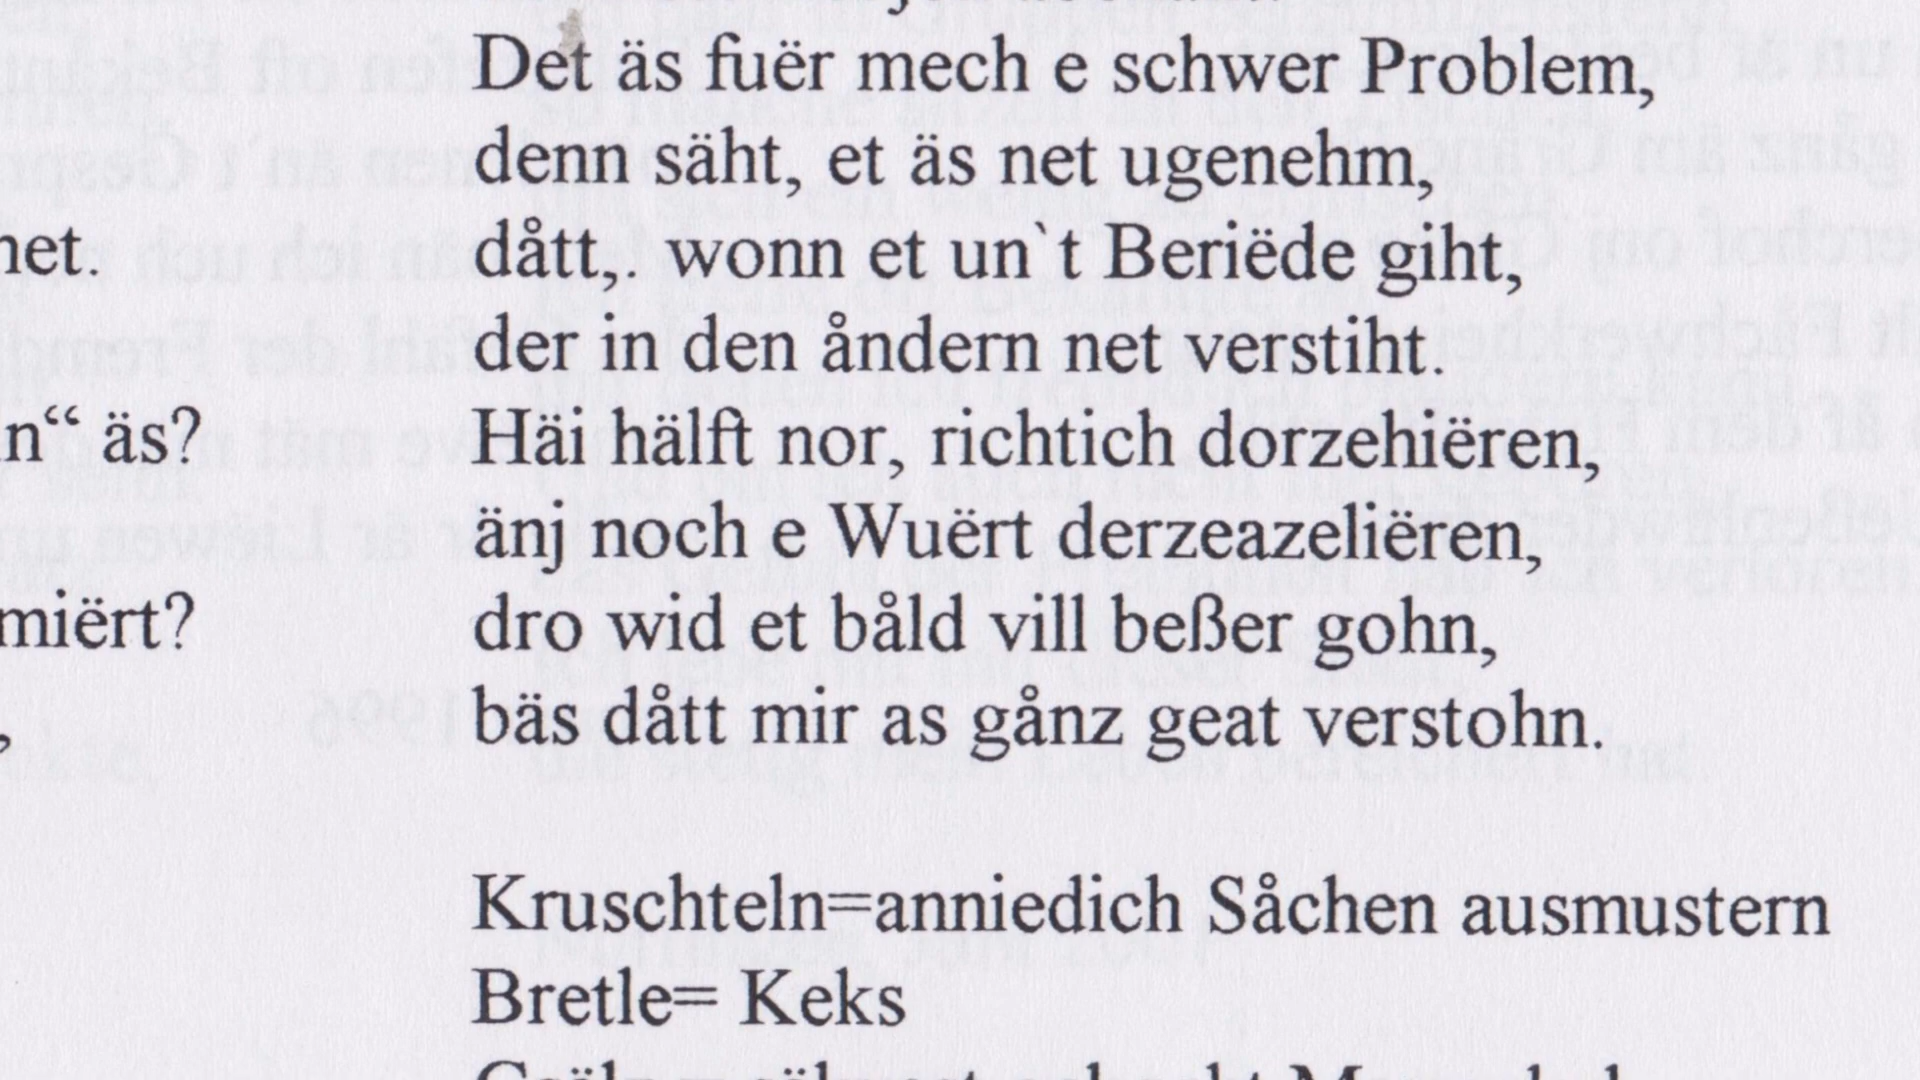 Det äs fuër mech e schwer Problem,
denn säht, et äs net ugenehm,
dått,. wonn et un`t Beriëde giht,
der in den åndern net verstiht.
äs?
Häi hälft nor, richtich dorzehiëren,
änj noch e Wuërt derzeazeliëren,
dro wid et båld vill beßer gohn,
bäs dått mir as gånz geat verstohn.
Kruschteln=anniedich Såchen ausmustern
Bretle= Keks